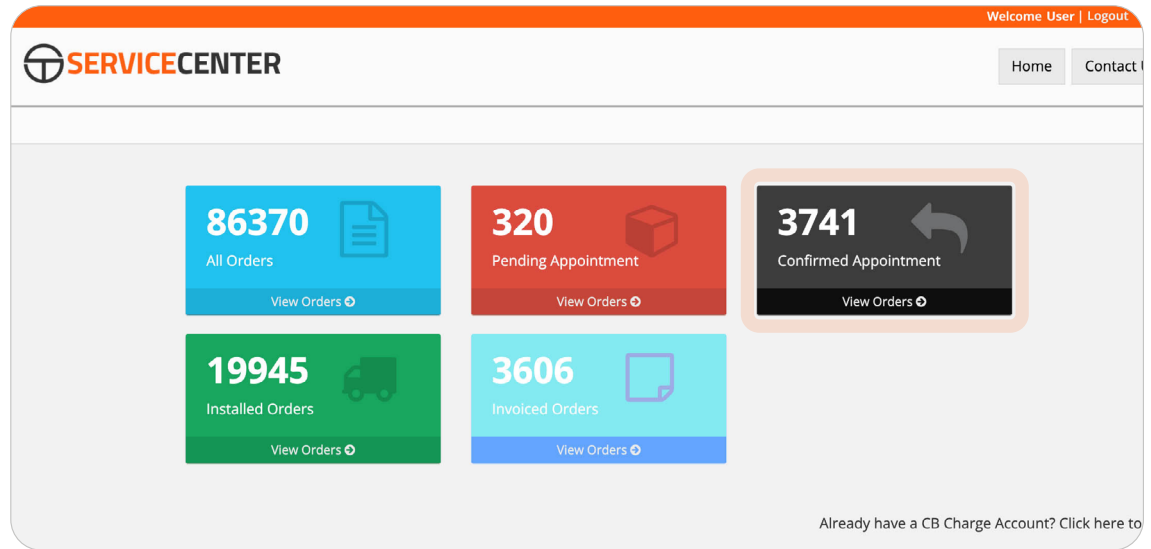 Welcome User | Logout
SERVICECENTER
Home
Contact
86370
All Orders
View Orders
320
Pending Appointment
View Orders
3741
Confirmed Appointment
View Orders
19945
Installed Orders
View Orders
3606
Invoiced Orders
View Orders
Already have a CB Charge Account? Click here to